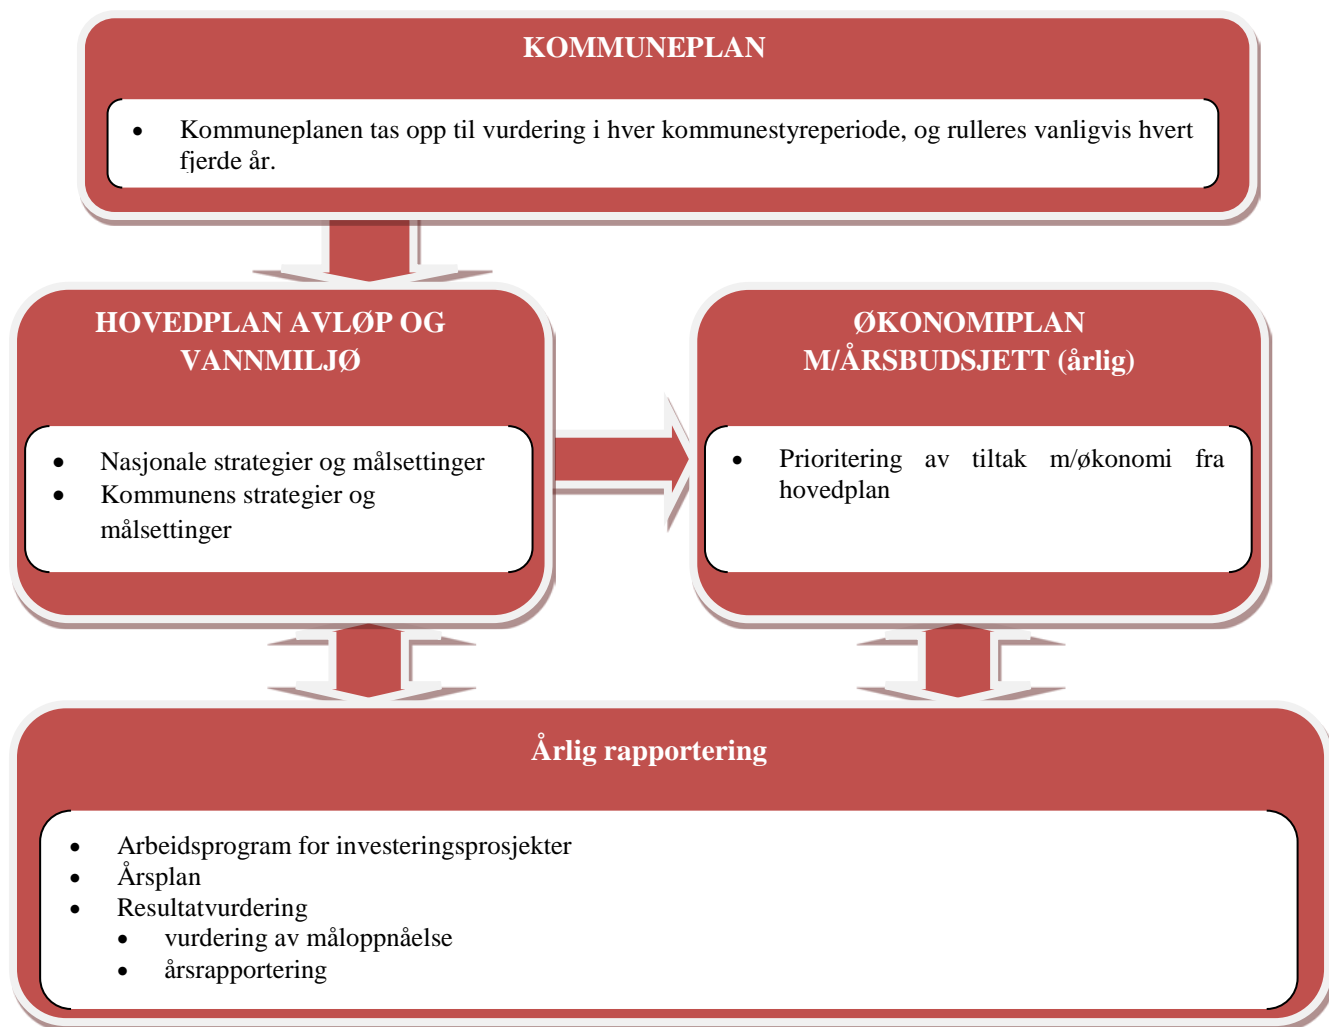 KOMMUNEPLAN
• Kommuneplanen tas opp til vurdering i hver kommunestyreperiode, og rulleres vanligvis hvert
fjerde år.
HOVEDPLAN AVLØP OG
VANNMILJØ
• Nasjonale strategier og målsettinger
• Kommunens strategier og
målsettinger
ØKONOMIPLAN
M/ÅRSBUDSJETT (årlig)
• Prioritering av tiltak m/økonomi fra
hovedplan
Årlig rapportering
• Arbeidsprogram for investeringsprosjekter
• Årsplan
• Resultatvurdering
• vurdering av måloppnåelse
• årsrapportering